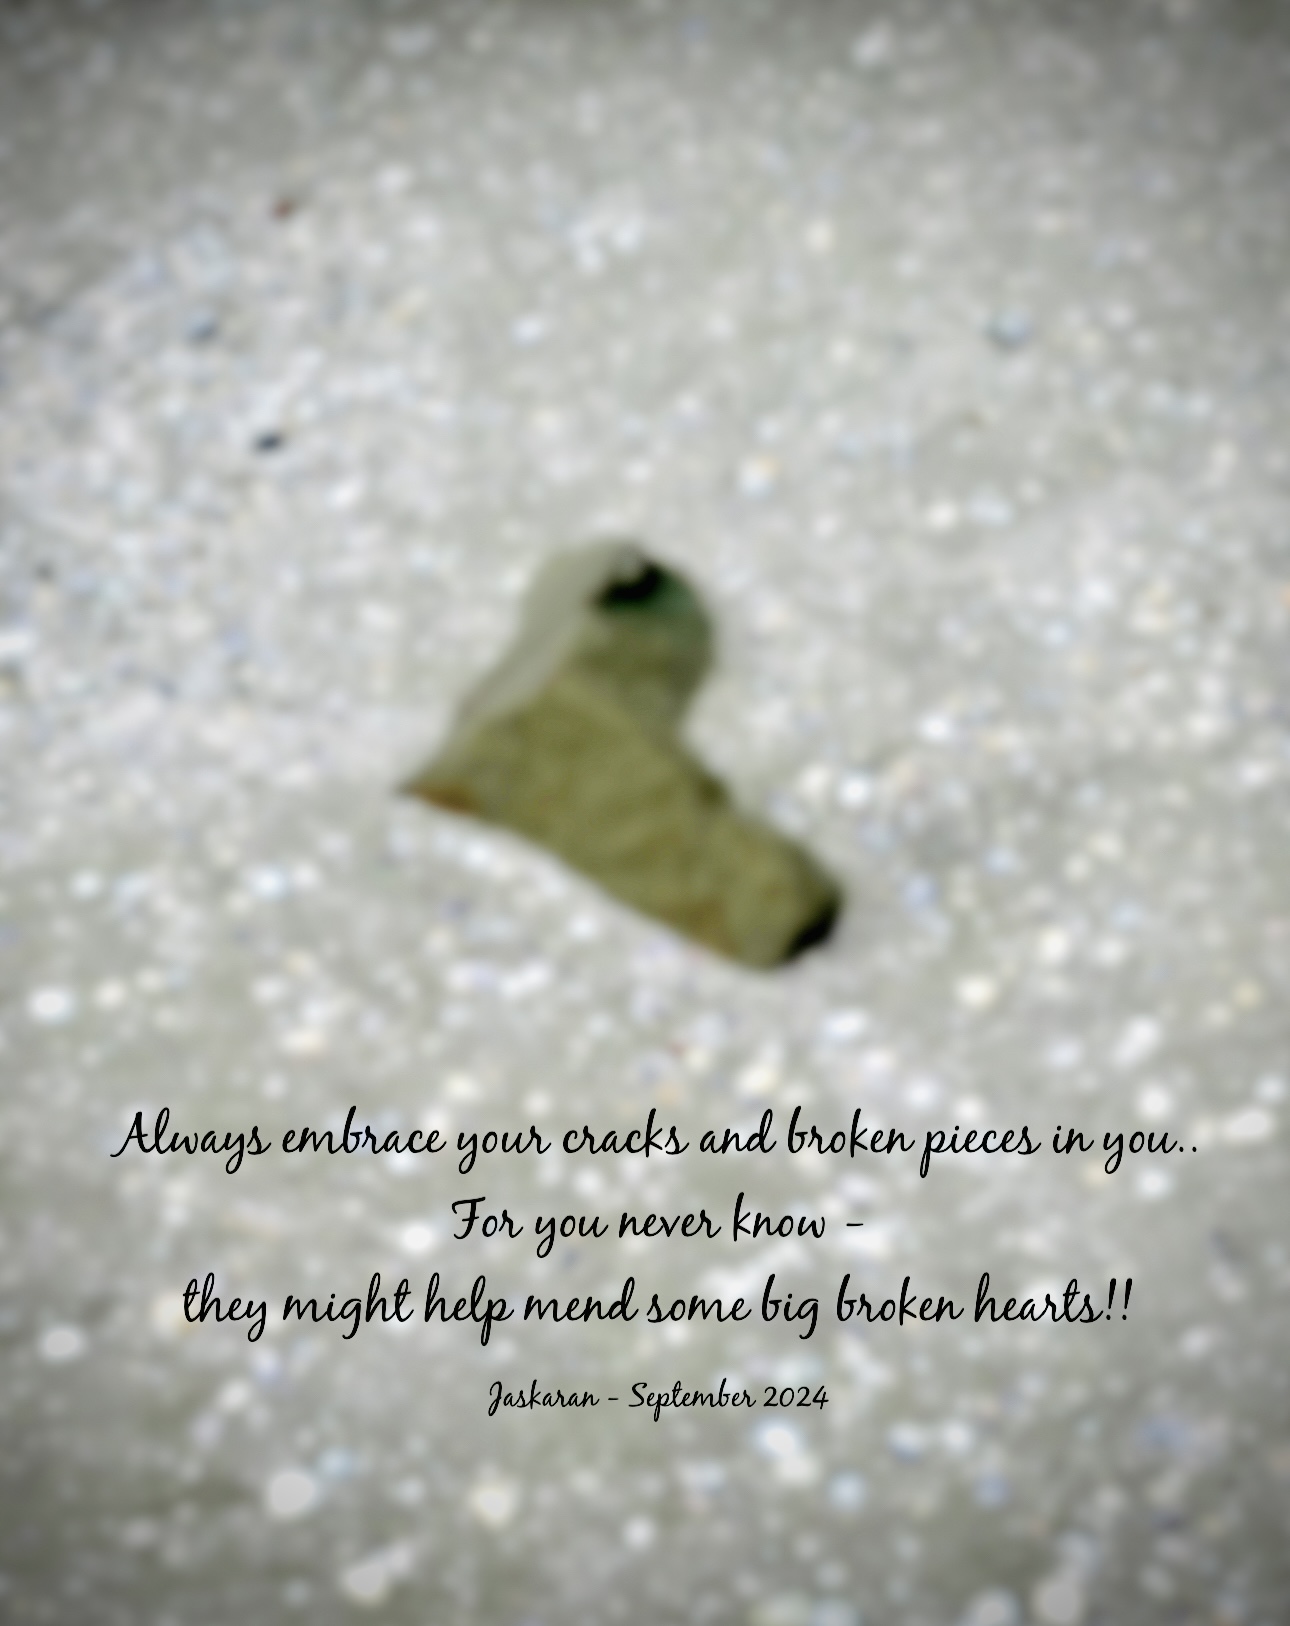 Always embrace your cracks and broken pieces in you..
For you never know -
they might help mend some big broken hearts!!
Jaskaran - September 2024